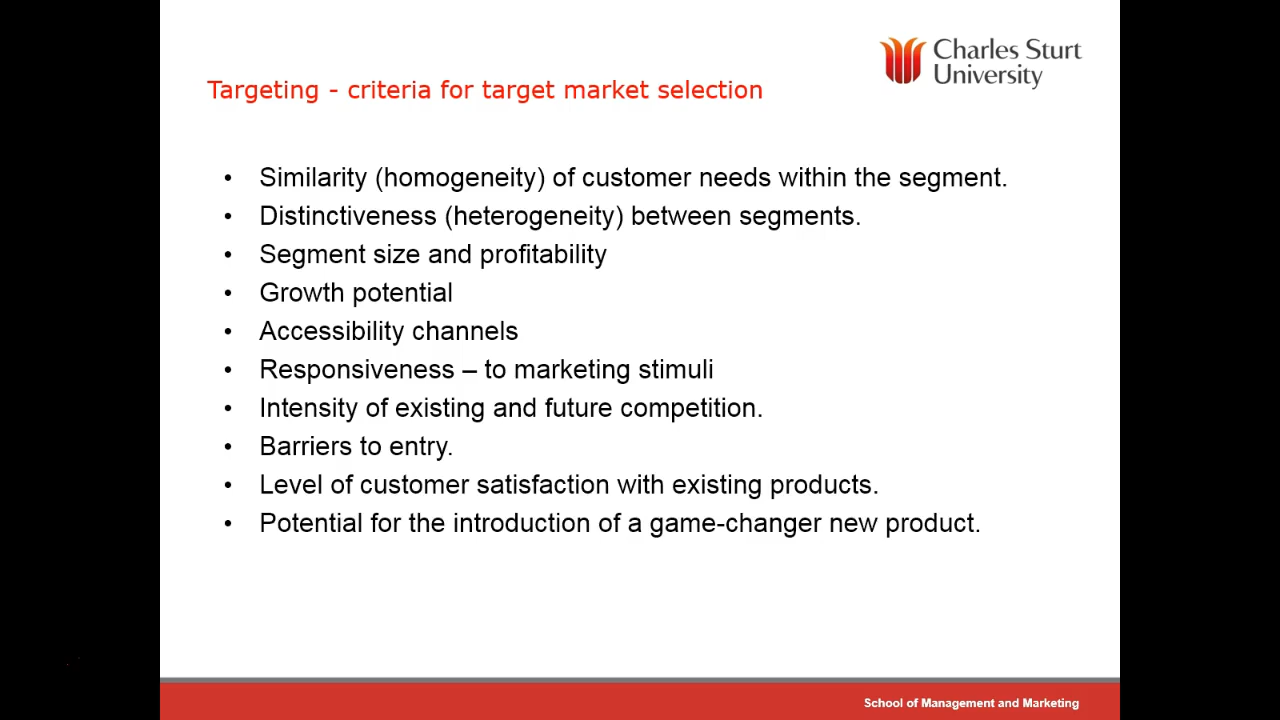 Charles Sturt
University
Targeting - criteria for target market selection
• Similarity (homogeneity) of customer needs within the segment.
• Distinctiveness (heterogeneity) between segments.
• Segment size and profitability
• Growth potential
• Accessibility channels
• Responsiveness – to marketing stimuli
• Intensity of existing and future competition.
• Barriers to entry.
• Level of customer satisfaction with existing products.
• Potential for the introduction of a game-changer new product.
School of Management and Marketing